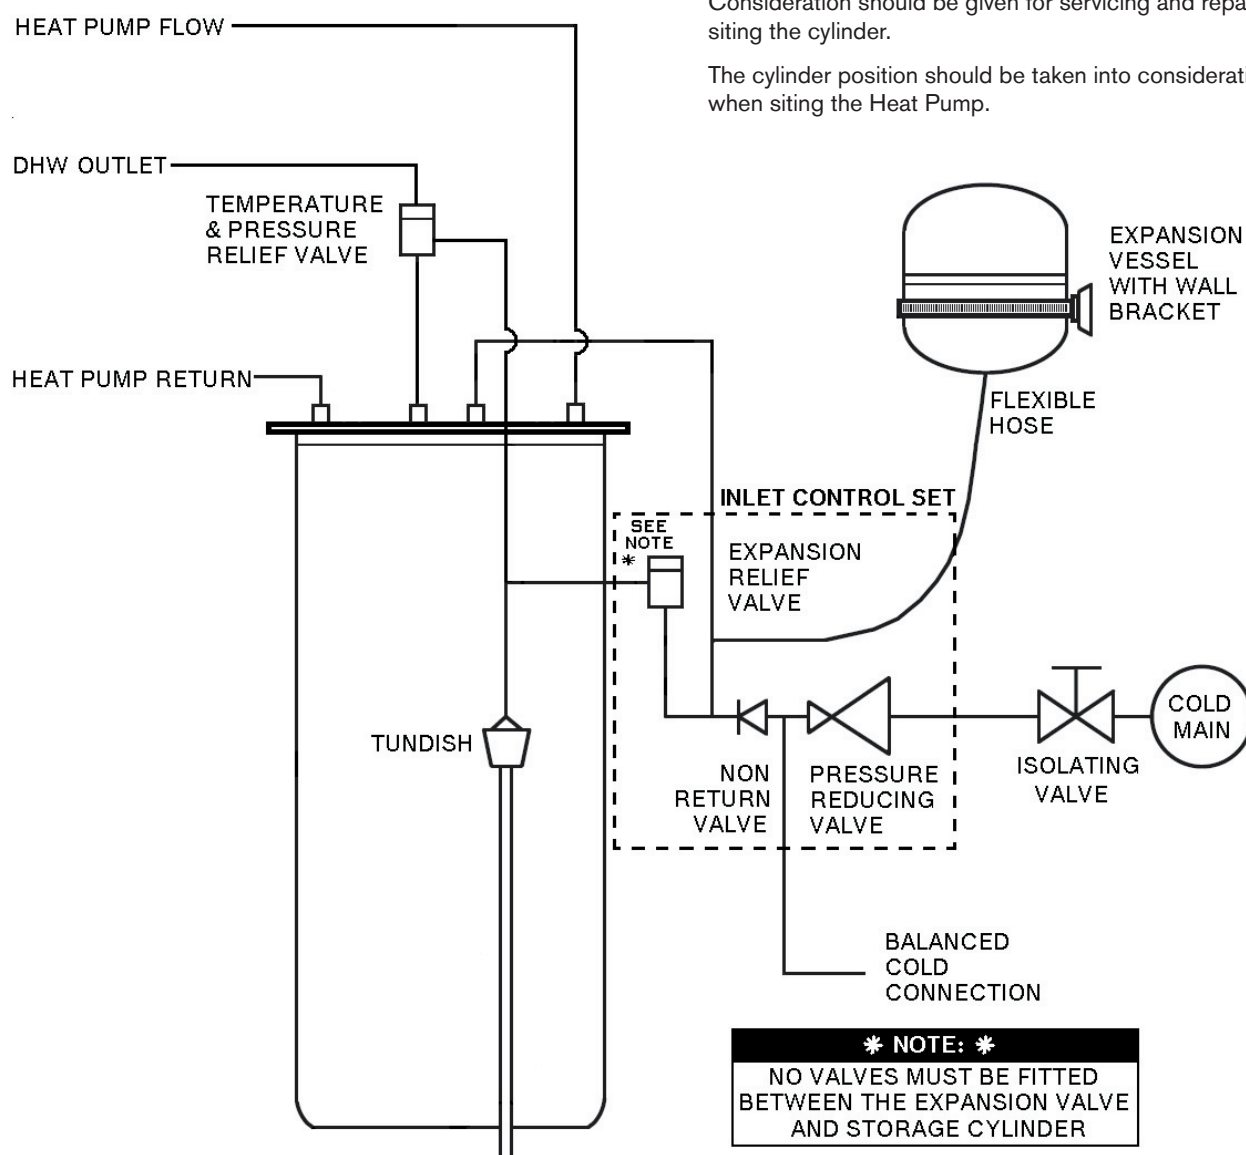 Consideration should be given for servicing and repa
siting the cylinder.
The cylinder position should be taken into considerati
when siting the Heat Pump.
HEAT PUMP FLOW
DHW OUTLET
TEMPERATURE
& PRESSURE
RELIEF VALVE
HEAT PUMP RETURN
EXPANSION
VESSEL
WITH WALL
BRACKET
FLEXIBLE
HOSE
INLET CONTROL SET
SEE
NOTE
*
EXPANSION
RELIEF
VALVE
TUNDISH
NON
RETURN
VALVE
PRESSURE
REDUCING
VALVE
ISOLATING
VALVE
COLD
MAIN
BALANCED
COLD
CONNECTION
* NOTE: *
NO VALVES MUST BE FITTED
BETWEEN THE EXPANSION VALVE
AND STORAGE CYLINDER